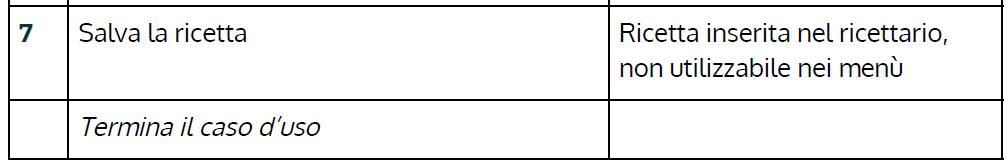 7
Salva la ricetta
Ricetta inserita nel ricettario,
non utilizzabile nei menù
Termina il caso d’uso